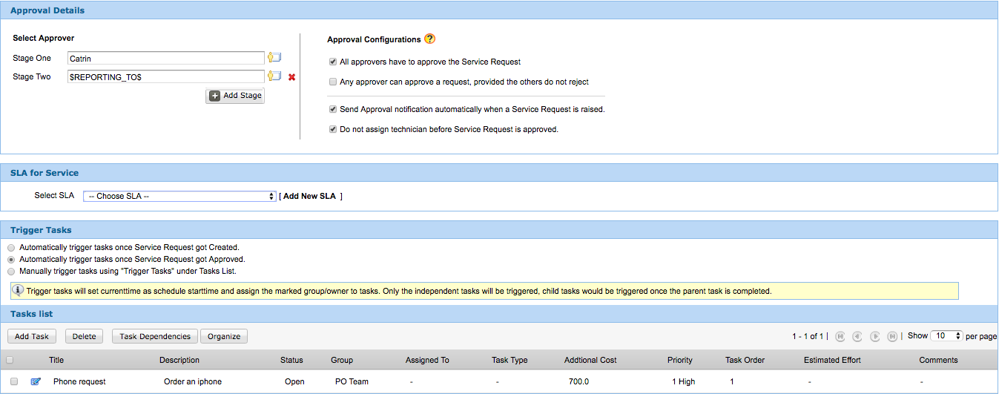 Approval Details
Select Approver
Stage One Catrin
Stage Two $REPORTING_TO$
Add Stage
Approval Configurations ?
All approvers have to approve the Service Request
Any approver can approve a request, provided the others do not reject
Send Approval notification automatically when a Service Request is raised.
Do not assign technician before Service Request is approved.
SLA for Service
Select SLA -- Choose SLA -- [ Add New SLA ]
Trigger Tasks
Automatically trigger tasks once Service Request got Created.
Automatically trigger tasks once Service Request got Approved.
Manually trigger tasks using "Trigger Tasks" under Tasks List.
Trigger tasks will set currenttime as schedule starttime and assign the marked group/owner to tasks. Only the independent tasks will be triggered, child tasks would be triggered once the parent task is completed.
Tasks list
Add Task Delete Task Dependencies Organize 1 - 1 of 1 | | Show 10 per page
Title Description Status Group Assigned To Task Type Addtional Cost Priority Task Order Estimated Effort Comments
Phone request Order an iphone Open PO Team - - 700.0 1 High 1 - -